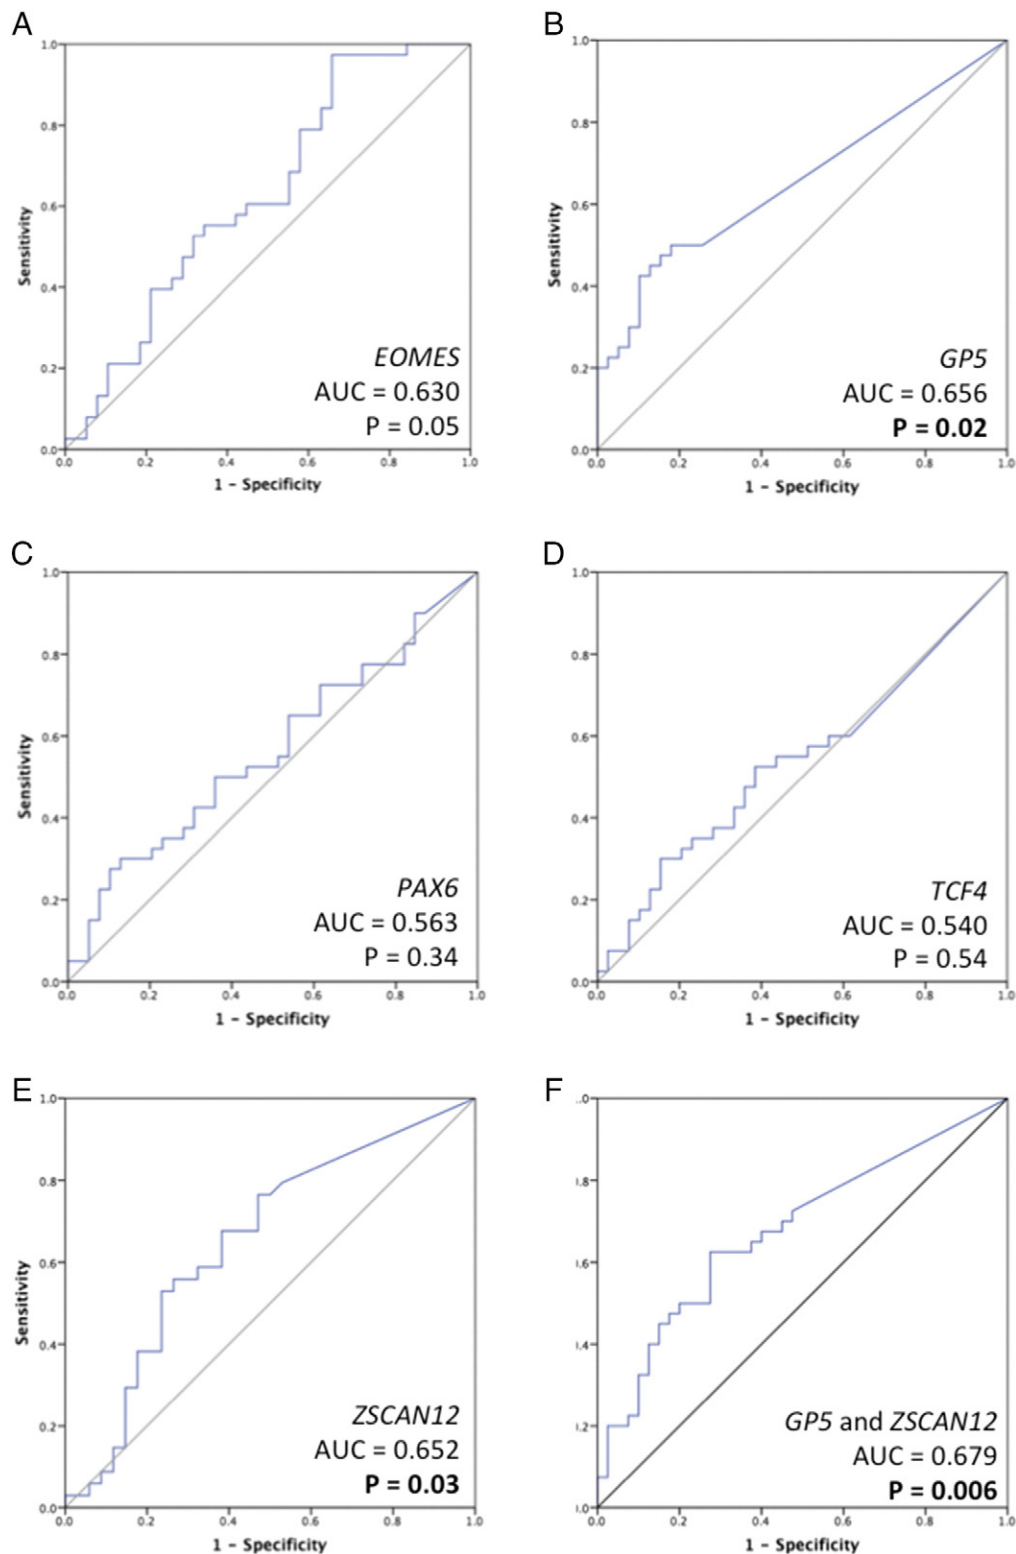 A
1.0
0.8
0.6
0.4
0.2
0.0
Sensitivity
EOMES
AUC = 0.630
P = 0.05
0.0 0.2 0.4 0.6 0.8 1.0
1 - Specificity
B
1.0
0.8
0.6
0.4
0.2
0.0
Sensitivity
GP5
AUC = 0.656
P = 0.02
0.0 0.2 0.4 0.6 0.8 1.0
1 - Specificity
C
1.0
0.8
0.6
0.4
0.2
0.0
Sensitivity
PAX6
AUC = 0.563
P = 0.34
0.0 0.2 0.4 0.6 0.8 1.0
1 - Specificity
D
1.0
0.8
0.6
0.4
0.2
0.0
TCF4
AUC = 0.540
P = 0.54
0.0 0.2 0.4 0.6 0.8 1.0
1 - Specificity
E
1.0
0.8
0.6
0.4
0.2
0.0
Sensitivity
ZSCAN12
AUC = 0.652
P = 0.03
0.0 0.2 0.4 0.6 0.8 1.0
1 - Specificity
F
.0
.8
.6
.4
.2
.0
GP5 and ZSCAN12
AUC = 0.679
P = 0.006
0.0 0.2 0.4 0.6 0.8 1.0
1 - Specificity